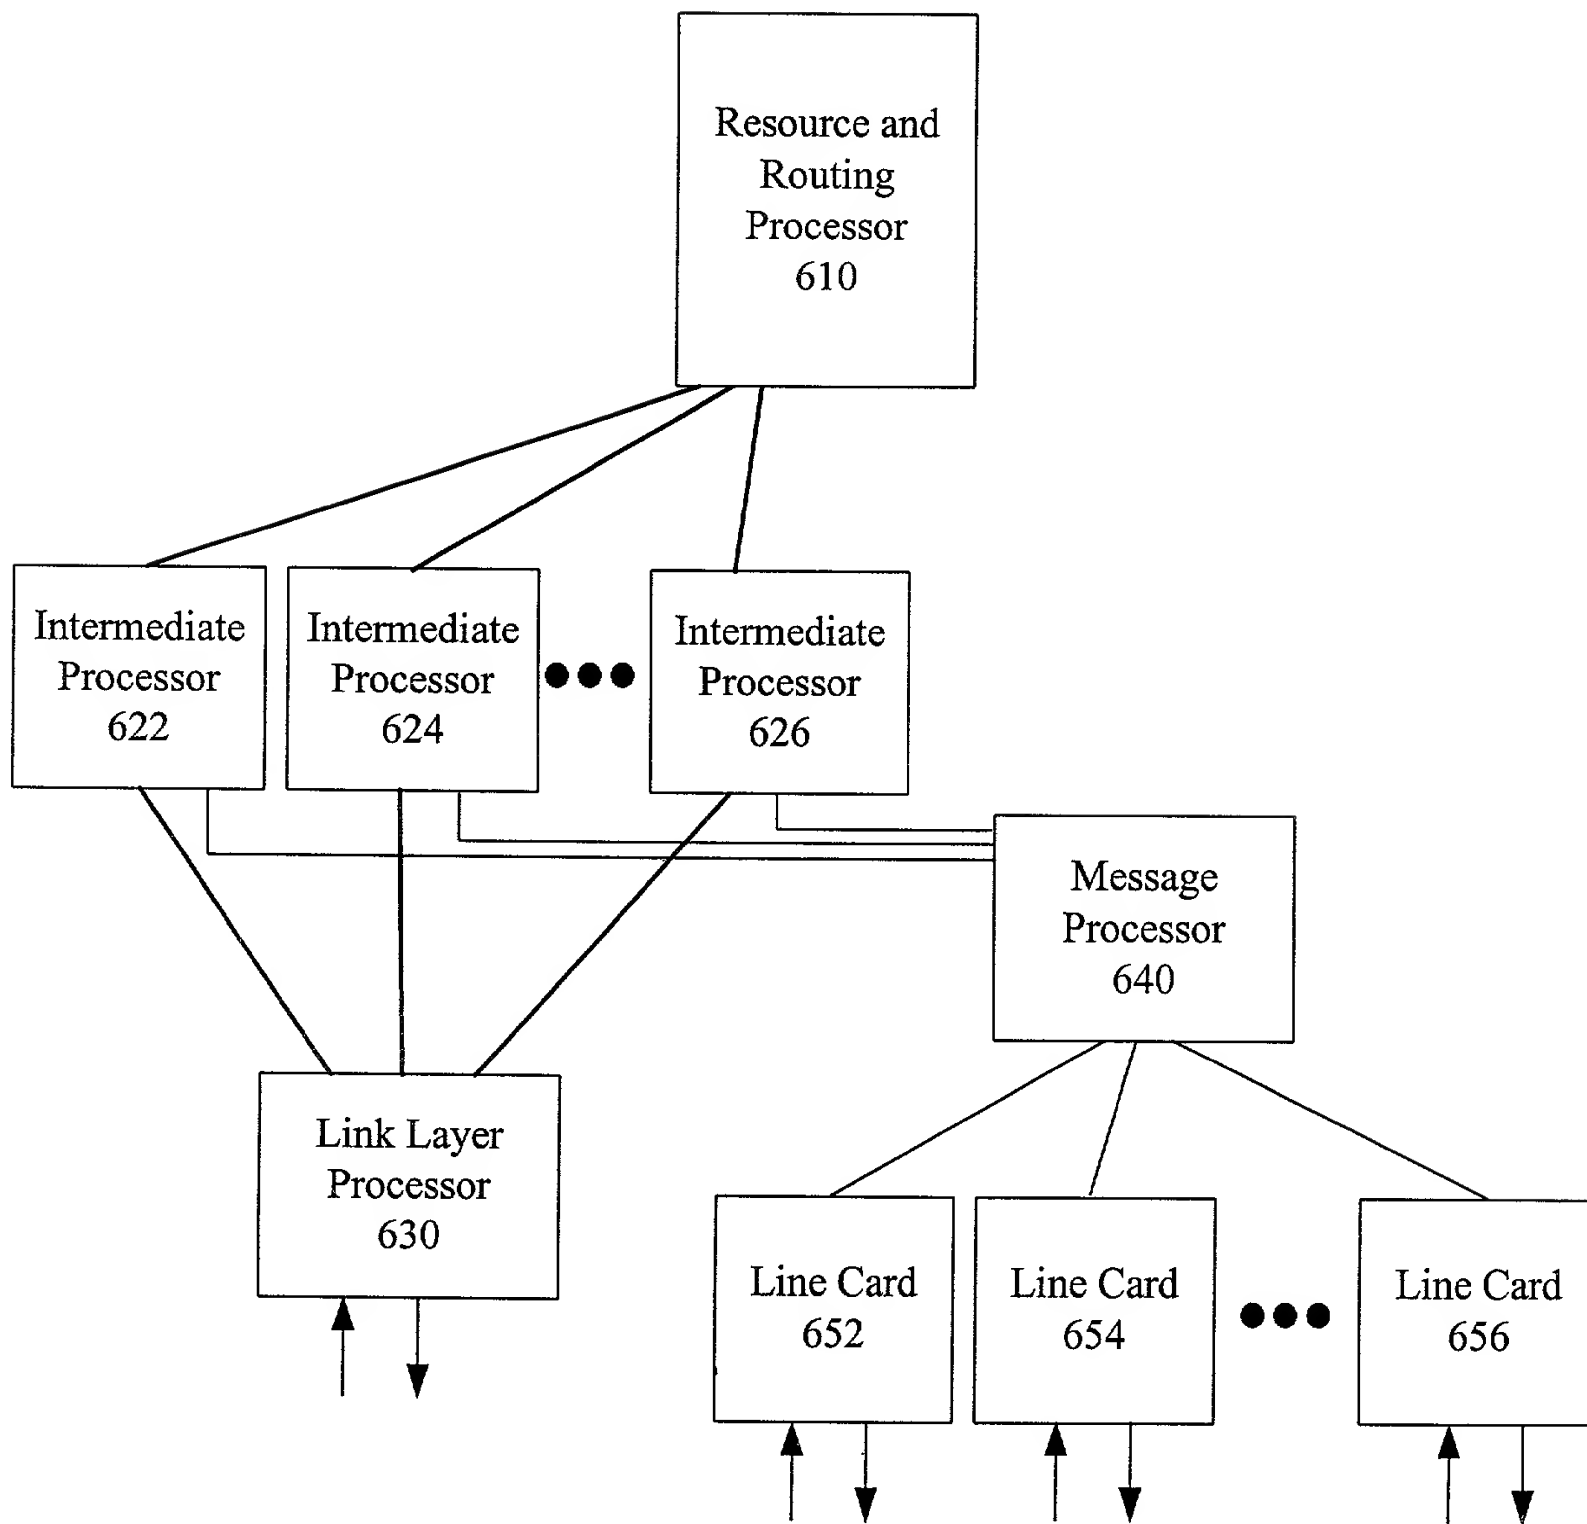 Resource and
Routing
Processor
610
Intermediate
Processor
622
Intermediate
Processor
624
Intermediate
Processor
626
Message
Processor
640
Link Layer
Processor
630
Line Card
652
Line Card
654
Line Card
656